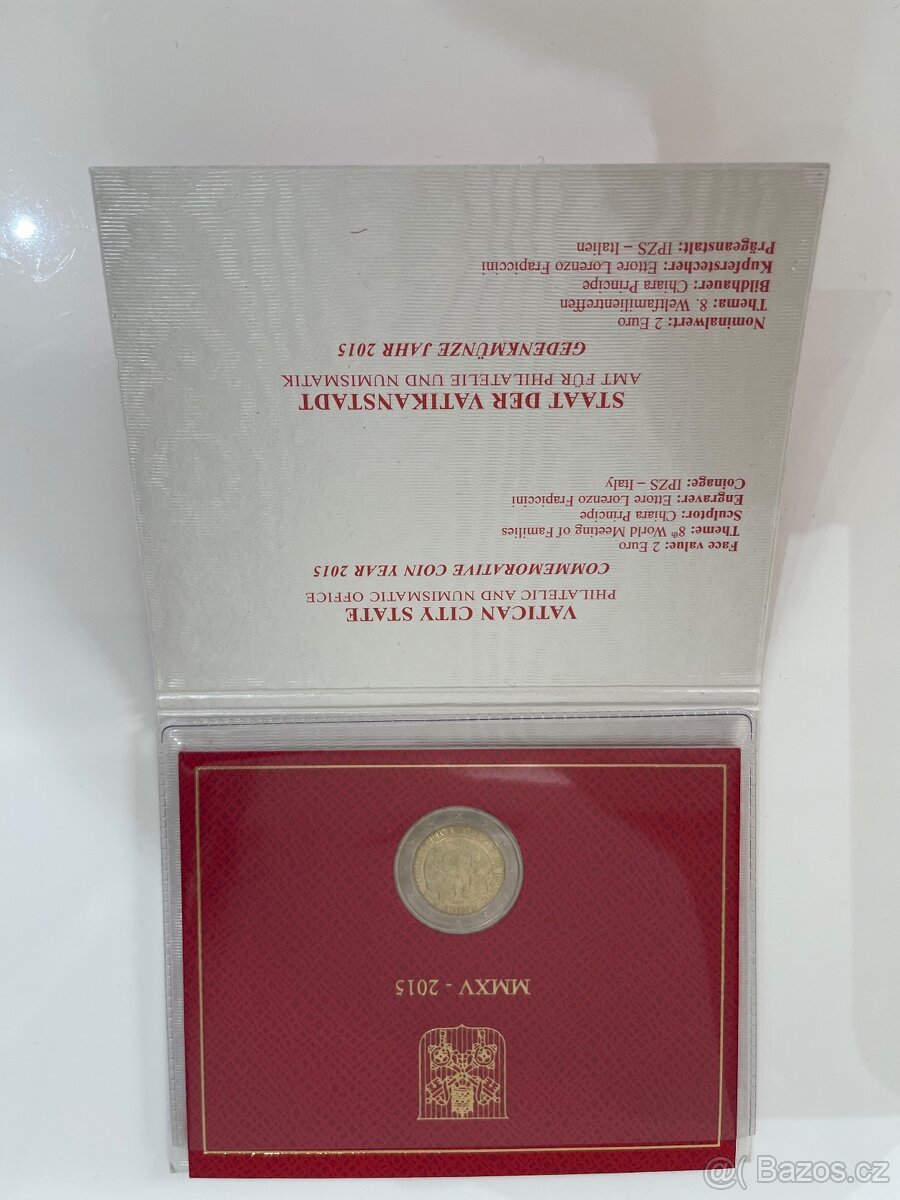 VATICAN CITY STATE
PHILATELIC AND NUMISMATIC OFFICE
COMMEMORATIVE COIN YEAR 2015
Face value: 2 Euro
Theme: 8th World Meeting of Families
Sculptor: Chiara Principe
Engraver: Ettore Lorenzo Frapiccini
Coinage: IPZS – Italy
STAAT DER VATIKANSTADT
AMT FÜR PHILATELIE UND NUMISMATIK
GEDENKMÜNZE JAHR 2015
Nominalwert: 2 Euro
Thema: 8. Weltfamilientreffen
Bildhauer: Chiara Principe
Kupferstecher: Ettore Lorenzo Frapiccini
Prägeanstalt: IPZS – Italien
MMXV - 2015
Bazos.cz